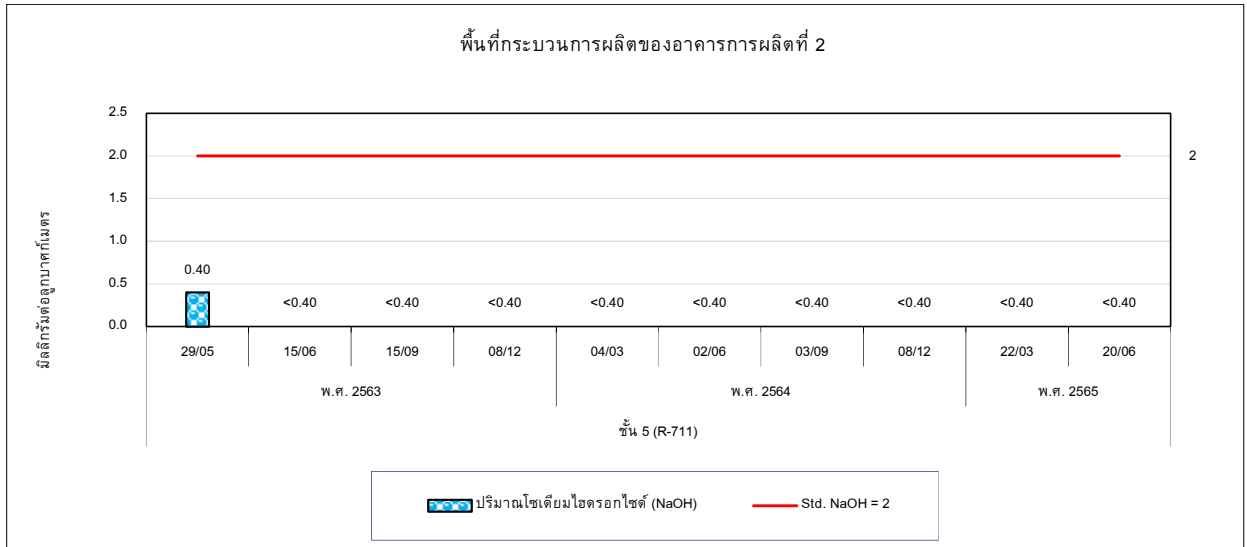 พื้นที่กระบวนการผลิตของอาคารการผลิตที่ 2
มิลลิกรัมต่อลูกบาศก์เมตร
2.5
2.0
2
1.5
1.0
0.5
0.0
0.40 <0.40 <0.40 <0.40 <0.40 <0.40 <0.40 <0.40 <0.40 <0.40
29/05 15/06 15/09 08/12 04/03 02/06 03/09 08/12 22/03 20/06
พ.ศ. 2563 พ.ศ. 2564 พ.ศ. 2565
ชั้น 5 (R-711)
ปริมาณโซเดียมไฮดรอกไซด์ (NaOH) Std. NaOH = 2